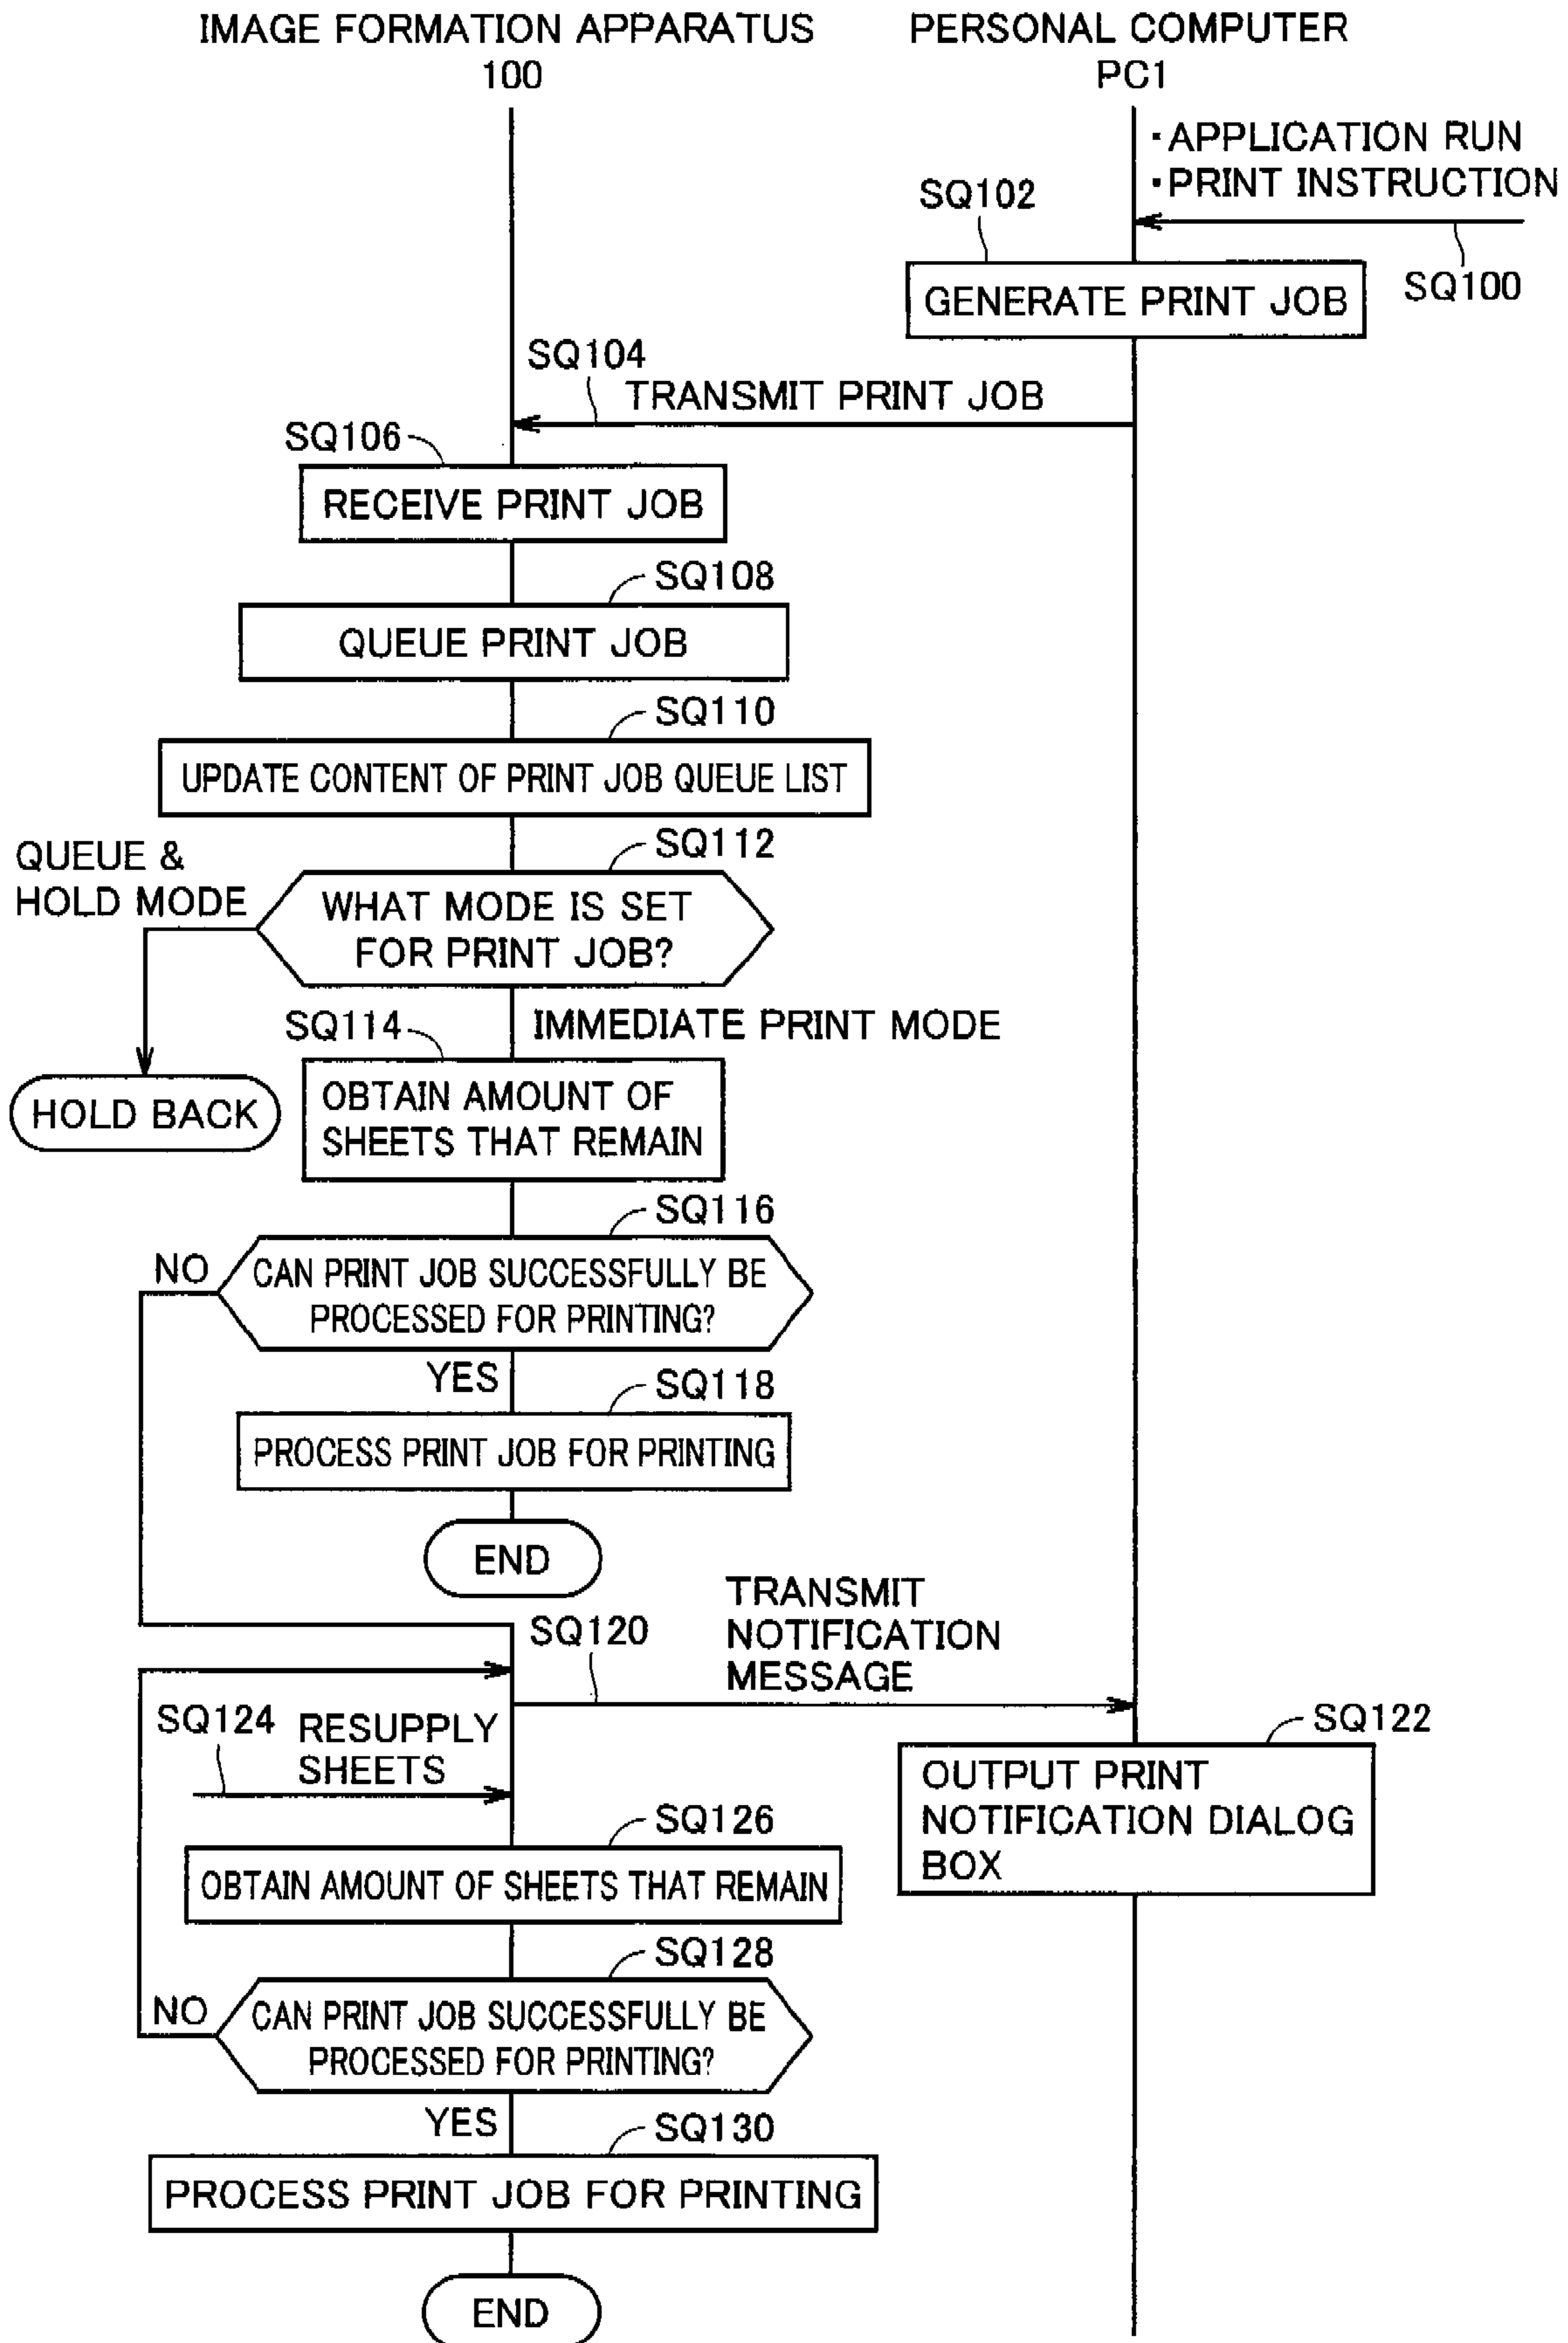 IMAGE FORMATION APPARATUS
100
PERSONAL COMPUTER
PC1
・APPLICATION RUN
・PRINT INSTRUCTION
SQ100
SQ102
GENERATE PRINT JOB
SQ104
TRANSMIT PRINT JOB
SQ106
RECEIVE PRINT JOB
SQ108
QUEUE PRINT JOB
SQ110
UPDATE CONTENT OF PRINT JOB QUEUE LIST
SQ112
QUEUE &
HOLD MODE
WHAT MODE IS SET
FOR PRINT JOB?
HOLD BACK
IMMEDIATE PRINT MODE
SQ114
OBTAIN AMOUNT OF
SHEETS THAT REMAIN
SQ116
NO
CAN PRINT JOB SUCCESSFULLY BE
PROCESSED FOR PRINTING?
YES
SQ118
PROCESS PRINT JOB FOR PRINTING
END
SQ120
TRANSMIT
NOTIFICATION
MESSAGE
SQ122
OUTPUT PRINT
NOTIFICATION DIALOG
BOX
SQ124
RESUPPLY
SHEETS
SQ126
OBTAIN AMOUNT OF SHEETS THAT REMAIN
SQ128
NO
CAN PRINT JOB SUCCESSFULLY BE
PROCESSED FOR PRINTING?
YES
SQ130
PROCESS PRINT JOB FOR PRINTING
END